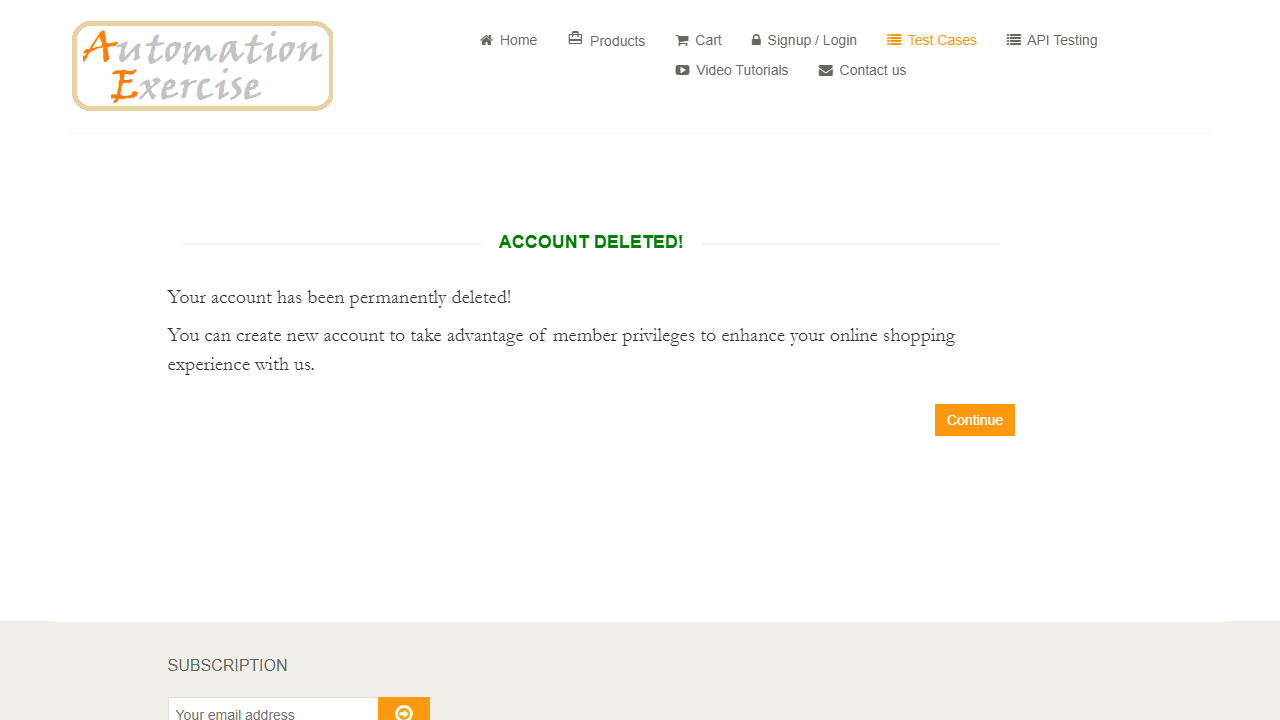 Automation
Exercise
Home
Products
Cart
Signup / Login
Test Cases
API Testing
Video Tutorials
Contact us
ACCOUNT DELETED!
Your account has been permanently deleted!
You can create new account to take advantage of member privileges to enhance your online shopping
experience with us.
Continue
SUBSCRIPTION
Your email address